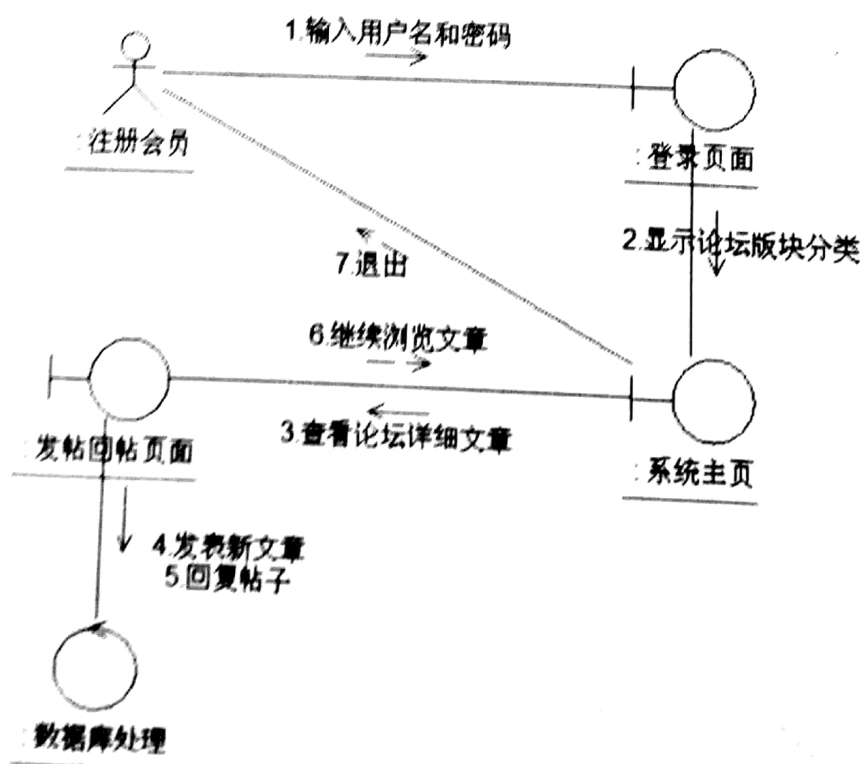 1.输入用户名和密码
:注册会员
:登录页面
2.显示论坛版块分类
7.退出
6.继续浏览文章
3.查看论坛详细文章
:发帖回帖页面
:系统主页
4.发表新文章
5.回复帖子
:数据库处理